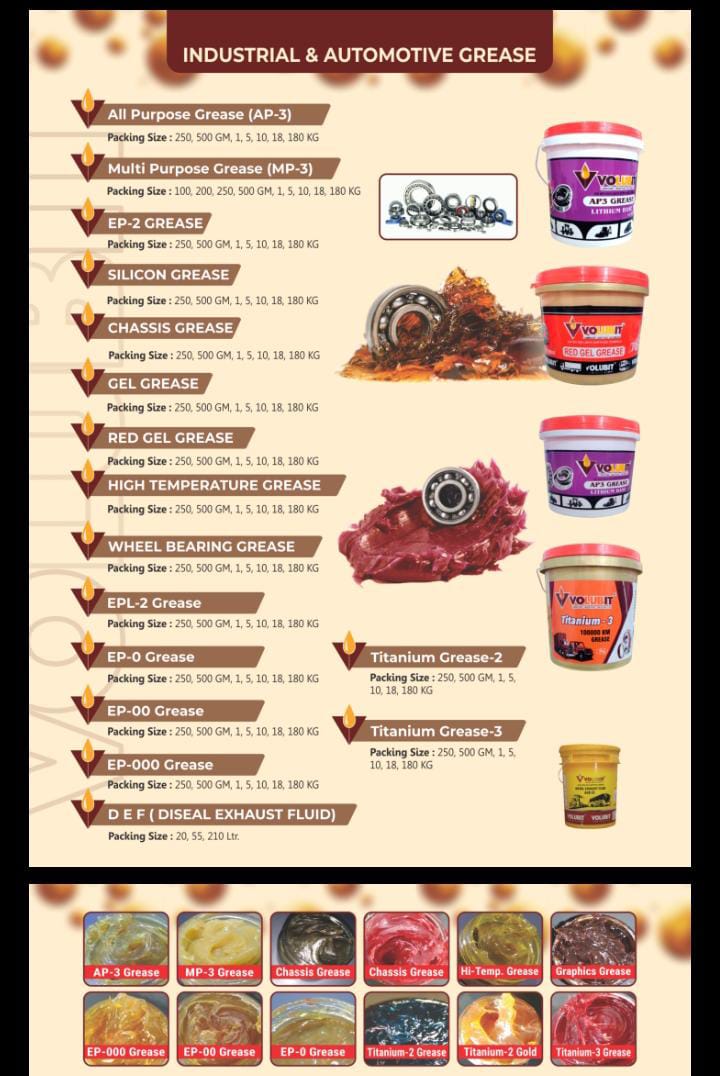 INDUSTRIAL & AUTOMOTIVE GREASE
All Purpose Grease (AP-3)
Packing Size : 250, 500 GM, 1, 5, 10, 18, 180 KG
Multi Purpose Grease (MP-3)
Packing Size : 100, 200, 250, 500 GM, 1, 5, 10, 18, 180 KG
EP-2 GREASE
Packing Size : 250, 500 GM, 1, 5, 10, 18, 180 KG
SILICON GREASE
Packing Size : 250, 500 GM, 1, 5, 10, 18, 180 KG
CHASSIS GREASE
Packing Size : 250, 500 GM, 1, 5, 10, 18, 180 KG
GEL GREASE
Packing Size : 250, 500 GM, 1, 5, 10, 18, 180 KG
RED GEL GREASE
Packing Size : 250, 500 GM, 1, 5, 10, 18, 180 KG
HIGH TEMPERATURE GREASE
Packing Size : 250, 500 GM, 1, 5, 10, 18, 180 KG
WHEEL BEARING GREASE
Packing Size : 250, 500 GM, 1, 5, 10, 18, 180 KG
EPL-2 Grease
Packing Size : 250, 500 GM, 1, 5, 10, 18, 180 KG
EP-0 Grease
Packing Size : 250, 500 GM, 1, 5, 10, 18, 180 KG
EP-00 Grease
Packing Size : 250, 500 GM, 1, 5, 10, 18, 180 KG
EP-000 Grease
Packing Size : 250, 500 GM, 1, 5, 10, 18, 180 KG
D E F ( DISEAL EXHAUST FLUID)
Packing Size : 20, 55, 210 Ltr.
Titanium Grease-2
Packing Size : 250, 500 GM, 1, 5,
10, 18, 180 KG
Titanium Grease-3
Packing Size : 250, 500 GM, 1, 5,
10, 18, 180 KG
VOLUBIT
AP3 GREASE
LITHIUM BASE
VOLUBIT
RED GEL GREASE
VOLUBIT
VOLUBIT
AP3 GREASE
LITHIUM BASE
VOLUBIT
Titanium - 3
100000 KM
GREASE
VOLUBIT
VOLUBIT VOLUBIT
VOLUBIT
AP-3 Grease
MP-3 Grease
Chassis Grease
Chassis Grease
Hi-Temp. Grease
Graphics Grease
EP-000 Grease
EP-00 Grease
EP-0 Grease
Titanium-2 Grease
Titanium-2 Gold
Titanium-3 Grease